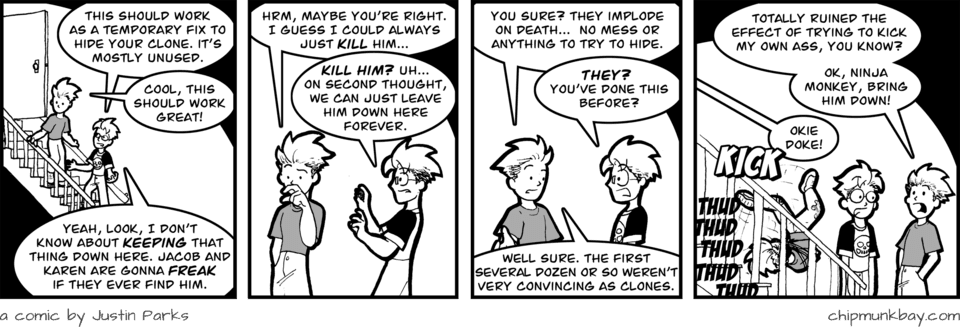 THIS SHOULD WORK
AS A TEMPORARY FIX TO
HIDE YOUR CLONE. IT'S
MOSTLY UNUSED.
COOL, THIS
SHOULD WORK
GREAT!
YEAH, LOOK, I DON'T
KNOW ABOUT KEEPING THAT
THING DOWN HERE. JACOB AND
KAREN ARE GONNA FREAK
IF THEY EVER FIND HIM.
HRM, MAYBE YOU'RE RIGHT.
I GUESS I COULD ALWAYS
JUST KILL HIM...
KILL HIM? UH...
ON SECOND THOUGHT,
WE CAN JUST LEAVE
HIM DOWN HERE
FOREVER.
YOU SURE? THEY IMPLODE
ON DEATH... NO MESS OR
ANYTHING TO TRY TO HIDE.
THEY?
YOU'VE DONE THIS
BEFORE?
WELL SURE. THE FIRST
SEVERAL DOZEN OR SO WEREN'T
VERY CONVINCING AS CLONES.
TOTALLY RUINED THE
EFFECT OF TRYING TO KICK
MY OWN ASS, YOU KNOW?
OK, NINJA
MONKEY, BRING
HIM DOWN!
OKIE
DOKE!
KICK
THUD
THUD
THUD
THUD
THUD
a comic by Justin Parks
chipmunkbay.com